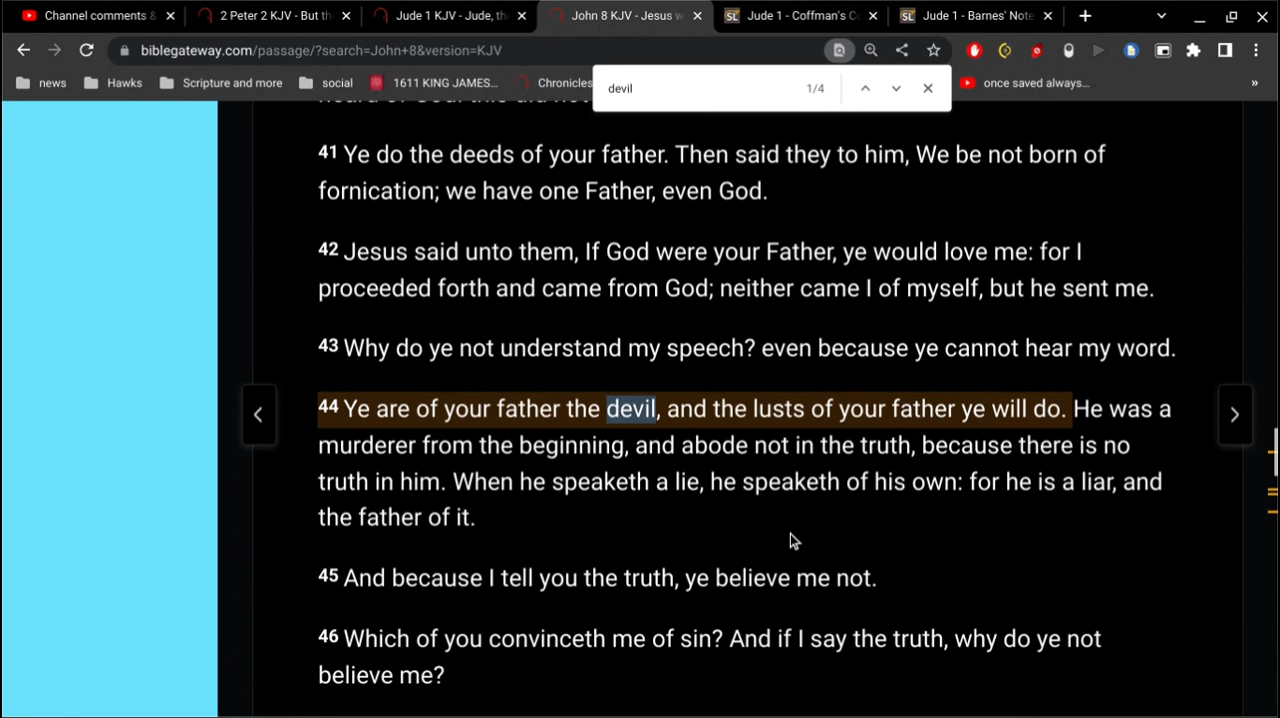 Channel comments &
2 Peter 2 KJV - But the
Jude 1 KJV - Jude, the
John 8 KJV - Jesus w
Jude 1 - Coffman's Co
Jude 1 - Barnes' Note
biblegateway.com/passage/?search=John+8&version=KJV
news
Hawks
Scripture and more
social
1611 KING JAMES...
Chronicles
once saved always...
»
devil
1/4
41 Ye do the deeds of your father. Then said they to him, We be not born of
fornication; we have one Father, even God.
42 Jesus said unto them, If God were your Father, ye would love me: for I
proceeded forth and came from God; neither came I of myself, but he sent me.
43 Why do ye not understand my speech? even because ye cannot hear my word.
44 Ye are of your father the devil, and the lusts of your father ye will do. He was a
murderer from the beginning, and abode not in the truth, because there is no
truth in him. When he speaketh a lie, he speaketh of his own: for he is a liar, and
the father of it.
45 And because I tell you the truth, ye believe me not.
46 Which of you convinceth me of sin? And if I say the truth, why do ye not
believe me?